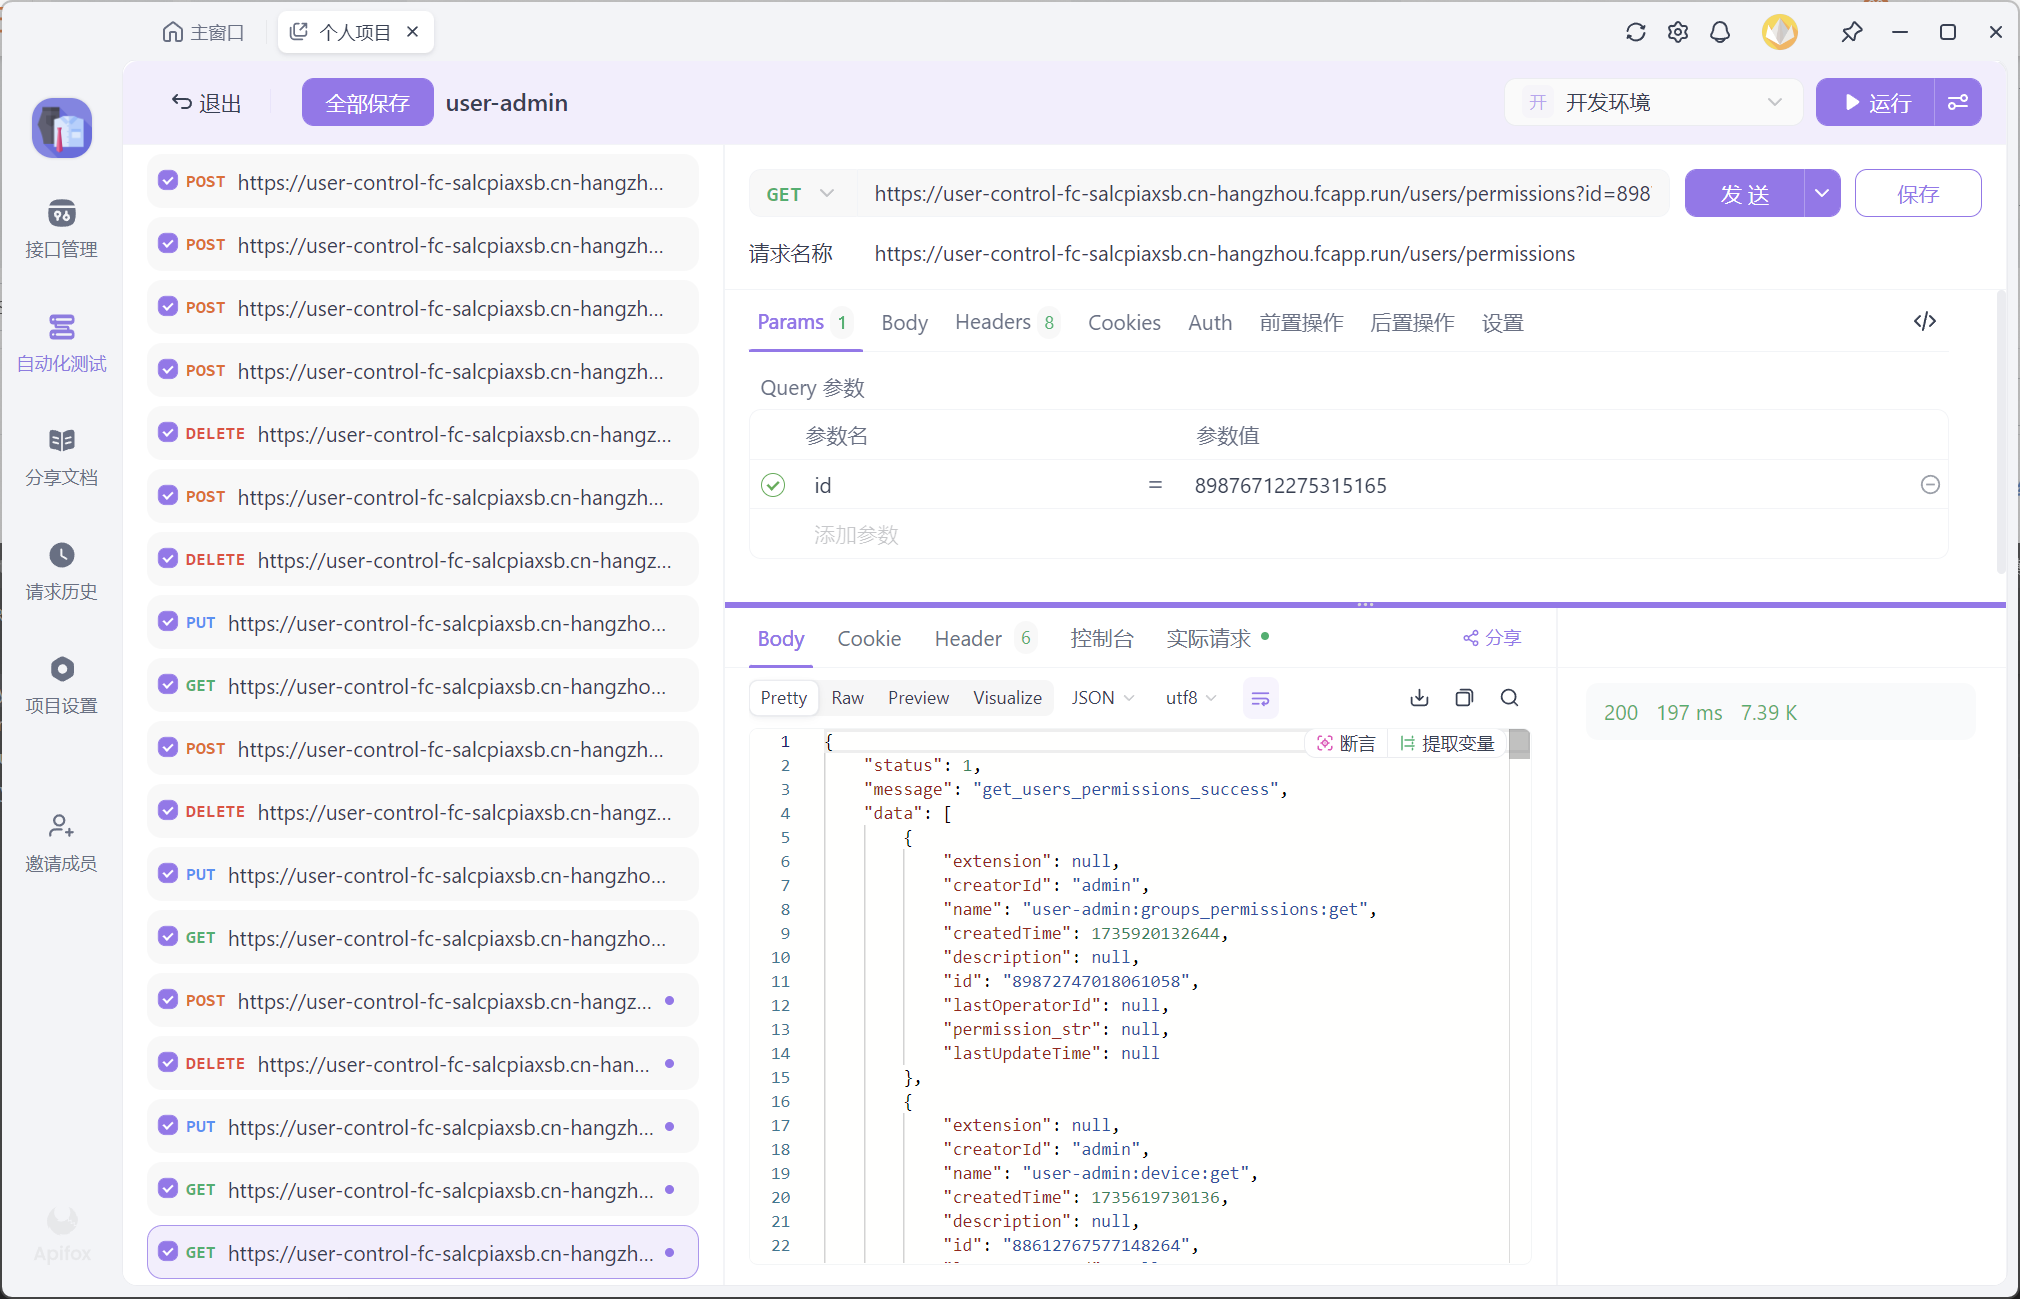 主窗口
个人项目
退出
全部保存
user-admin
开 开发环境
运行
接口管理
自动化测试
分享文档
请求历史
项目设置
邀请成员
Apifox
POST https://user-control-fc-salcpiaxsb.cn-hangzh...
POST https://user-control-fc-salcpiaxsb.cn-hangzh...
POST https://user-control-fc-salcpiaxsb.cn-hangzh...
POST https://user-control-fc-salcpiaxsb.cn-hangzh...
DELETE https://user-control-fc-salcpiaxsb.cn-hangz...
POST https://user-control-fc-salcpiaxsb.cn-hangzh...
DELETE https://user-control-fc-salcpiaxsb.cn-hangz...
PUT https://user-control-fc-salcpiaxsb.cn-hangzho...
GET https://user-control-fc-salcpiaxsb.cn-hangzho...
POST https://user-control-fc-salcpiaxsb.cn-hangzh...
DELETE https://user-control-fc-salcpiaxsb.cn-hangz...
PUT https://user-control-fc-salcpiaxsb.cn-hangzho...
GET https://user-control-fc-salcpiaxsb.cn-hangzho...
POST https://user-control-fc-salcpiaxsb.cn-hangz...
DELETE https://user-control-fc-salcpiaxsb.cn-han...
PUT https://user-control-fc-salcpiaxsb.cn-hangzh...
GET https://user-control-fc-salcpiaxsb.cn-hangzh...
GET https://user-control-fc-salcpiaxsb.cn-hangzh...
GET https://user-control-fc-salcpiaxsb.cn-hangzhou.fcapp.run/users/permissions?id=898
发 送
保存
请求名称 https://user-control-fc-salcpiaxsb.cn-hangzhou.fcapp.run/users/permissions
Params 1 Body Headers 8 Cookies Auth 前置操作 后置操作 设置
Query 参数
参数名 参数值
id = 89876712275315165
添加参数
Body Cookie Header 6 控制台 实际请求 分享
Pretty Raw Preview Visualize JSON utf8
200 197 ms 7.39 K
断言 提取变量
1 {
2 "status": 1,
3 "message": "get_users_permissions_success",
4 "data": [
5 {
6 "extension": null,
7 "creatorId": "admin",
8 "name": "user-admin:groups_permissions:get",
9 "createdTime": 1735920132644,
10 "description": null,
11 "id": "89872747018061058",
12 "lastOperatorId": null,
13 "permission_str": null,
14 "lastUpdateTime": null
15 },
16 {
17 "extension": null,
18 "creatorId": "admin",
19 "name": "user-admin:device:get",
20 "createdTime": 1735619730136,
21 "description": null,
22 "id": "88612767577148264",